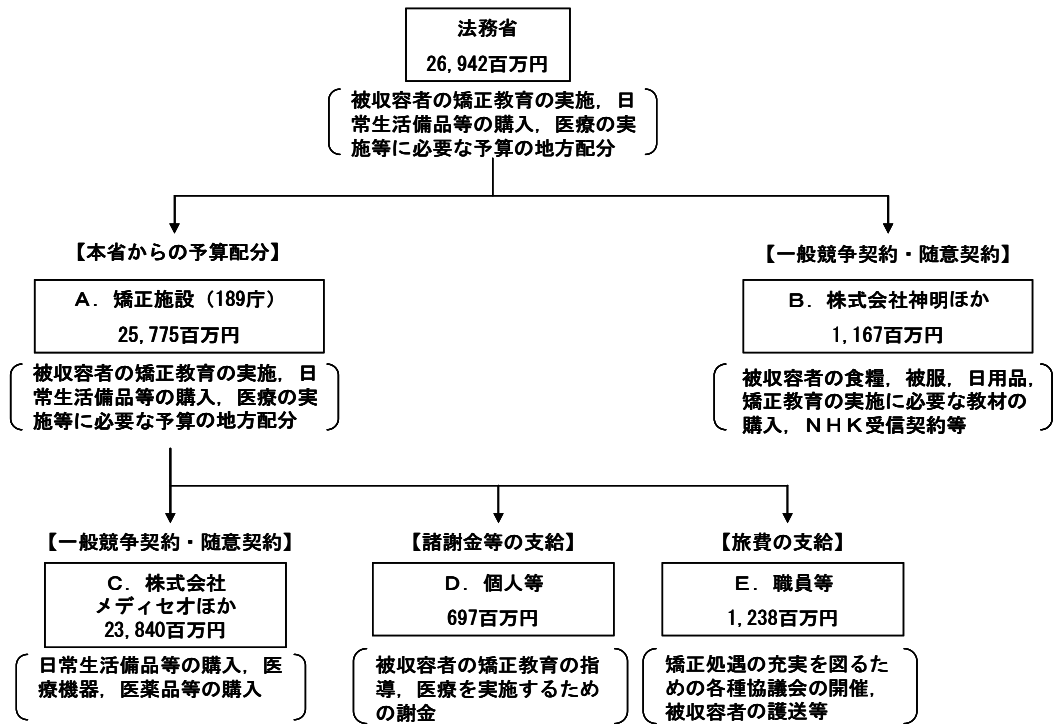 法務省
26,942百万円
被収容者の矯正教育の実施，日
常生活備品等の購入，医療の実
施等に必要な予算の地方配分
【本省からの予算配分】
A．矯正施設（189庁）
25,775百万円
被収容者の矯正教育の実施，日
常生活備品等の購入，医療の実
施等に必要な予算の地方配分
【一般競争契約・随意契約】
B．株式会社神明ほか
1,167百万円
被収容者の食糧，被服，日用品，
矯正教育の実施に必要な教材の
購入，ＮＨＫ受信契約等
【一般競争契約・随意契約】
C．株式会社
メディセオほか
23,840百万円
日常生活備品等の購入，医
療機器，医薬品等の購入
【諸謝金等の支給】
D．個人等
697百万円
被収容者の矯正教育の指
導，医療を実施するための
の謝金
【旅費の支給】
E．職員等
1,238百万円
矯正処遇の充実を図るた
めの各種協議会の開催，
被収容者の護送等